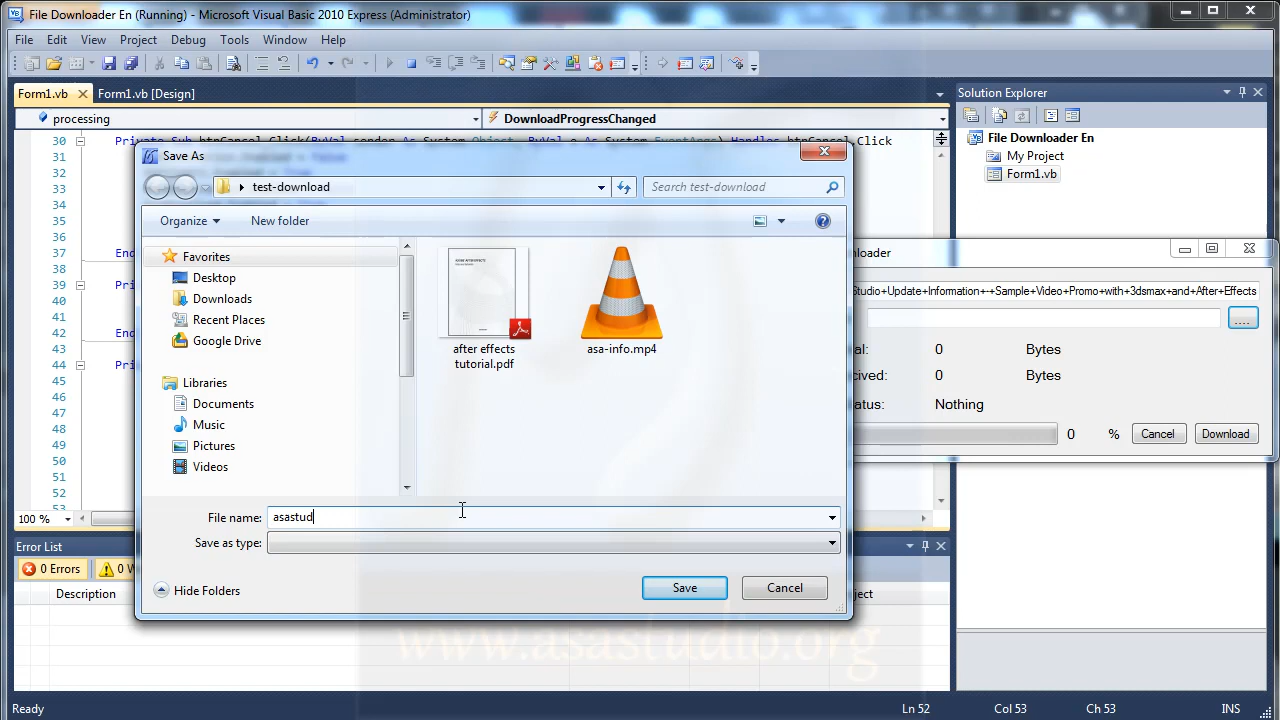 File Downloader En (Running) - Microsoft Visual Basic 2010 Express (Administrator)
File Edit View Project Debug Tools Window Help
Form1.vb Form1.vb [Design]
processing DownloadProgressChanged
30 Private Sub btnCancel_Click(ByVal sender As System.Object, ByVal e As System.EventArgs) Handles btnCancel.Click
31
32
33
34
35
36
37 End
38
39 Pri
40
41
42 End
43
44 Pri
45
46
47
48
49
50
51
52
53
100 %
Save As
test-download
Search test-download
Organize New folder
Favorites
Desktop
Downloads
Recent Places
Google Drive
Libraries
Documents
Music
Pictures
Videos
after effects
tutorial.pdf
asa-info.mp4
File name: asastud
Save as type:
Hide Folders
Save Cancel
Solution Explorer
File Downloader En
My Project
Form1.vb
nloader
Studio+Update+Information+-+Sample+Video+Promo+with+3dsmax+and+After+Effects
....
al: 0 Bytes
cived: 0 Bytes
atus: Nothing
0 % Cancel Download
Error List
0 Errors 0 W
Description
ject
www.asastudio.org
Ready Ln 52 Col 53 Ch 53 INS